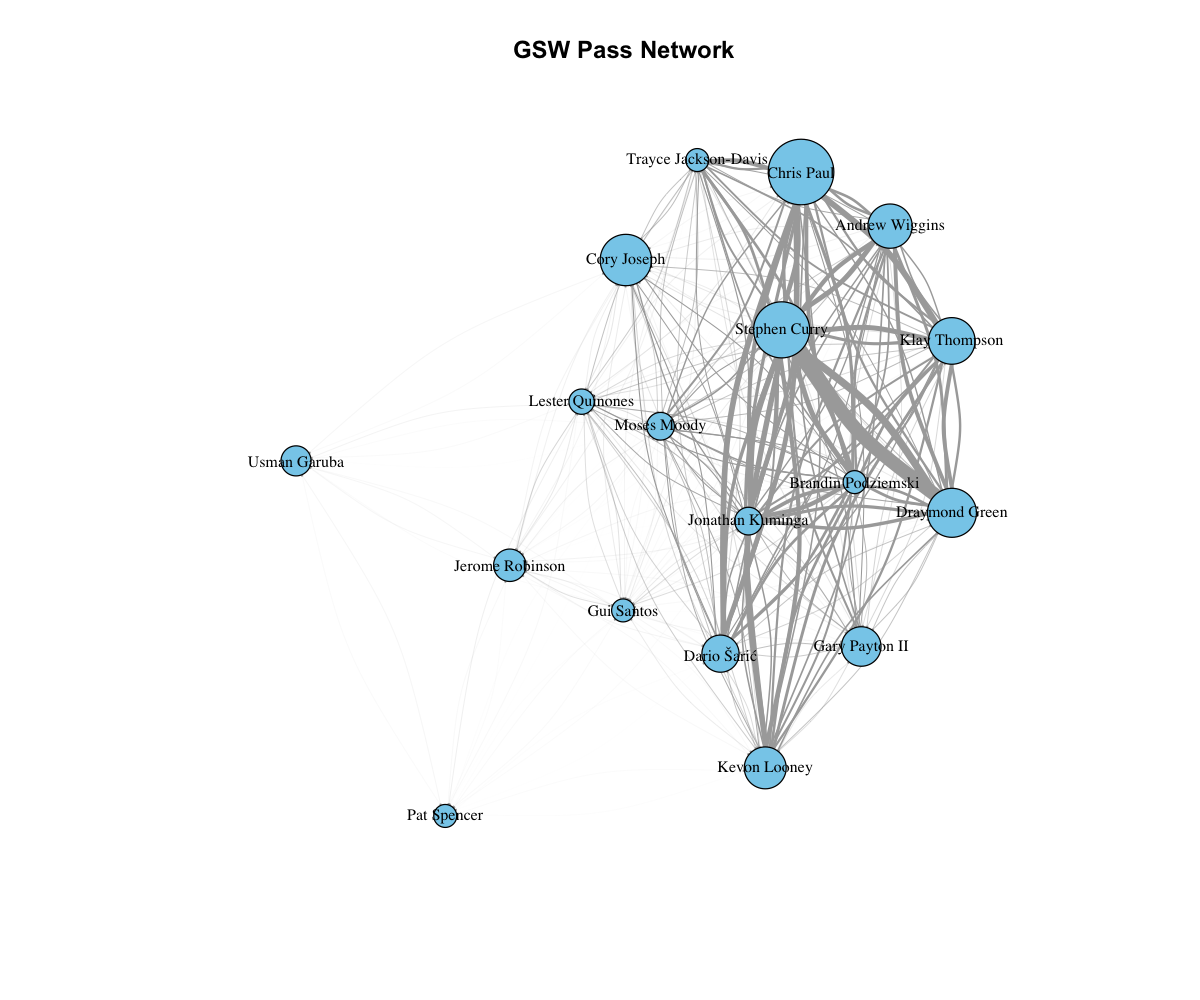 GSW Pass Network
Trayce Jackson-Davis
Chris Paul
Andrew Wiggins
Cory Joseph
Stephen Curry
Klay Thompson
Lester Quinones
Moses Moody
Usman Garuba
Brandin Podziemski
Draymond Green
Jonathan Kuminga
Jerome Robinson
Gui Santos
Gary Payton II
Dario Šarić
Kevon Looney
Pat Spencer